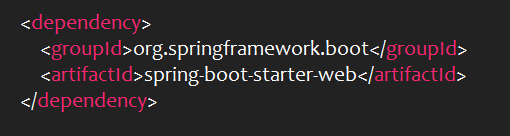 <dependency>
<groupId>org.springframework.boot</groupId>
<artifactId>spring-boot-starter-web</artifactId>
</dependency>